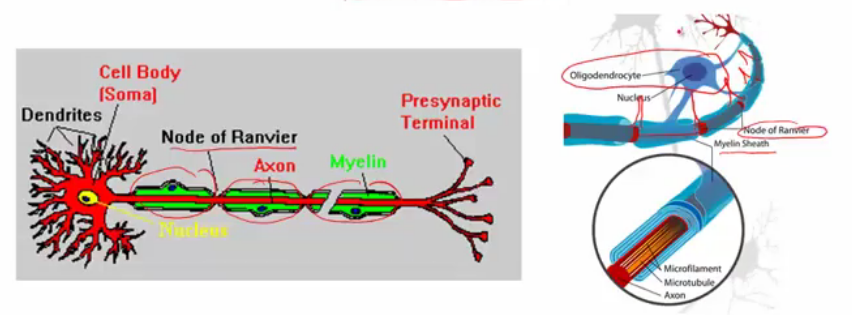 Cell Body
(Soma)
Dendrites
Node of Ranvier
Axon
Myelin
Presynaptic
Terminal
Nucleus
Oligodendrocyte
Nucleus
Node of Ranvier
Myelin Sheath
Microfilament
Microtubule
Axon